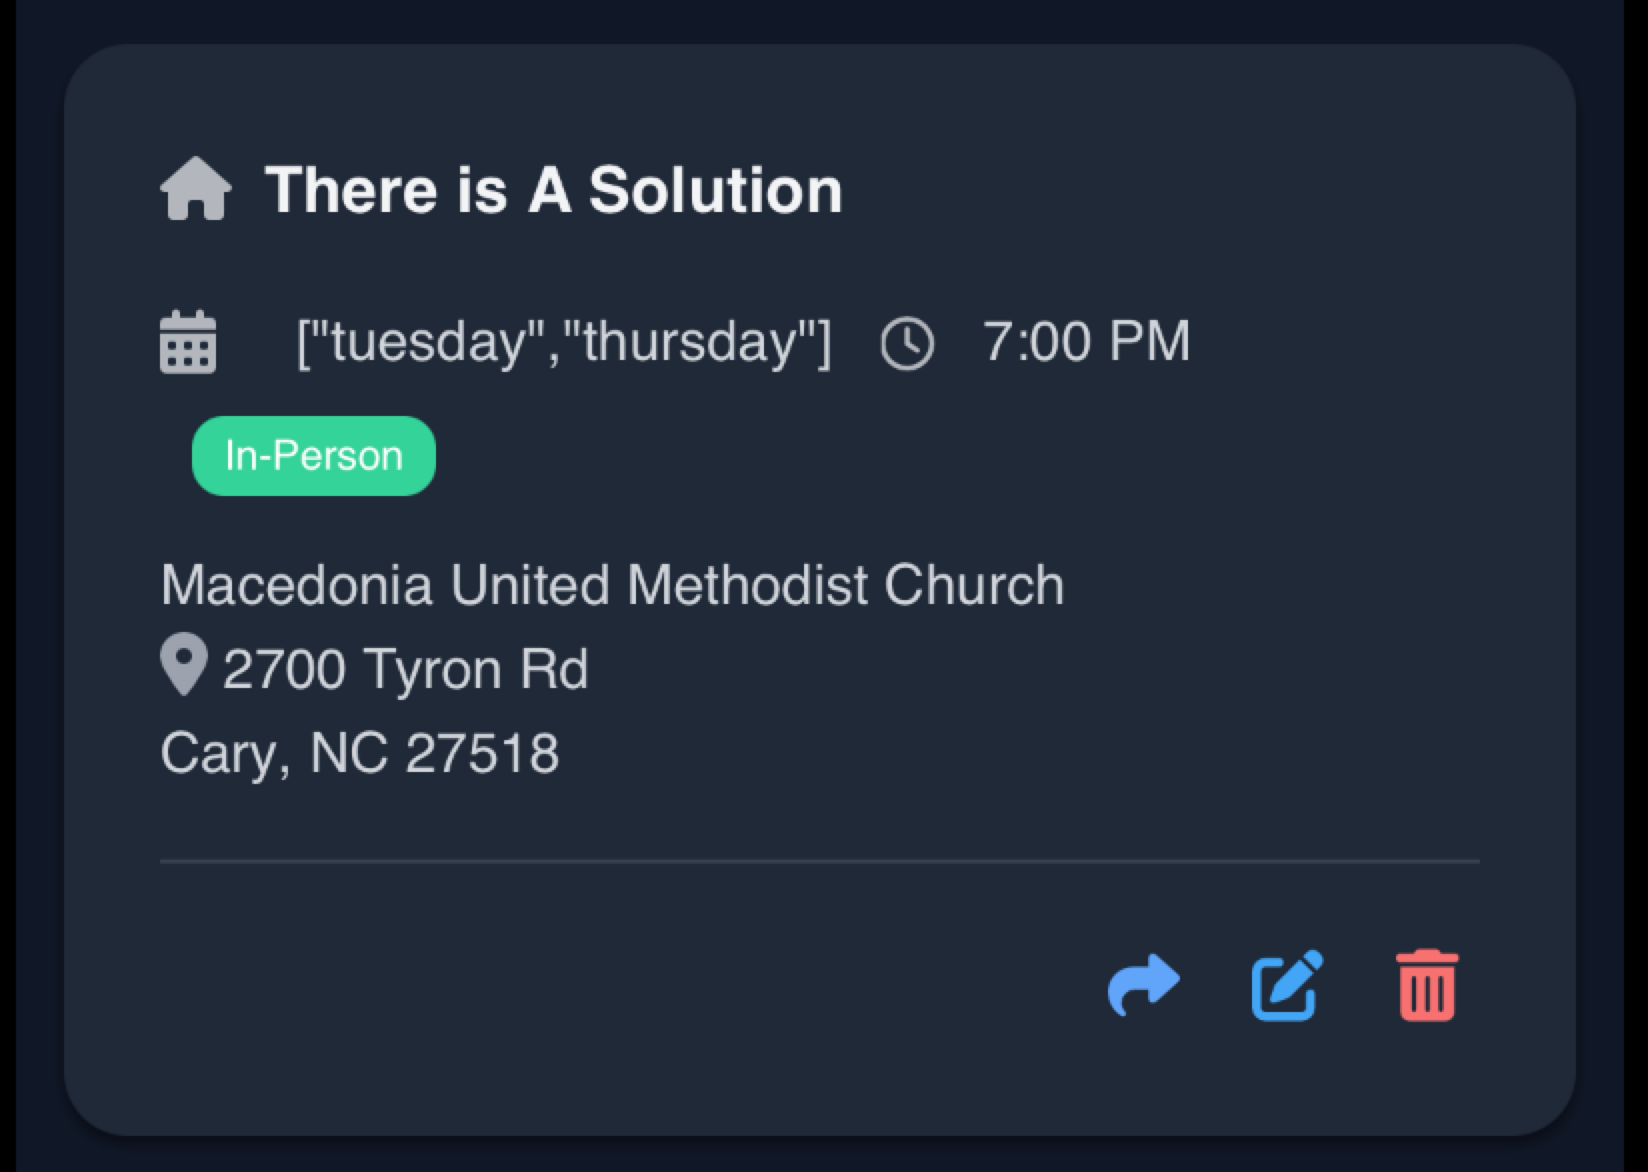 There is A Solution
["tuesday","thursday"] 7:00 PM
In-Person
Macedonia United Methodist Church
2700 Tyron Rd
Cary, NC 27518